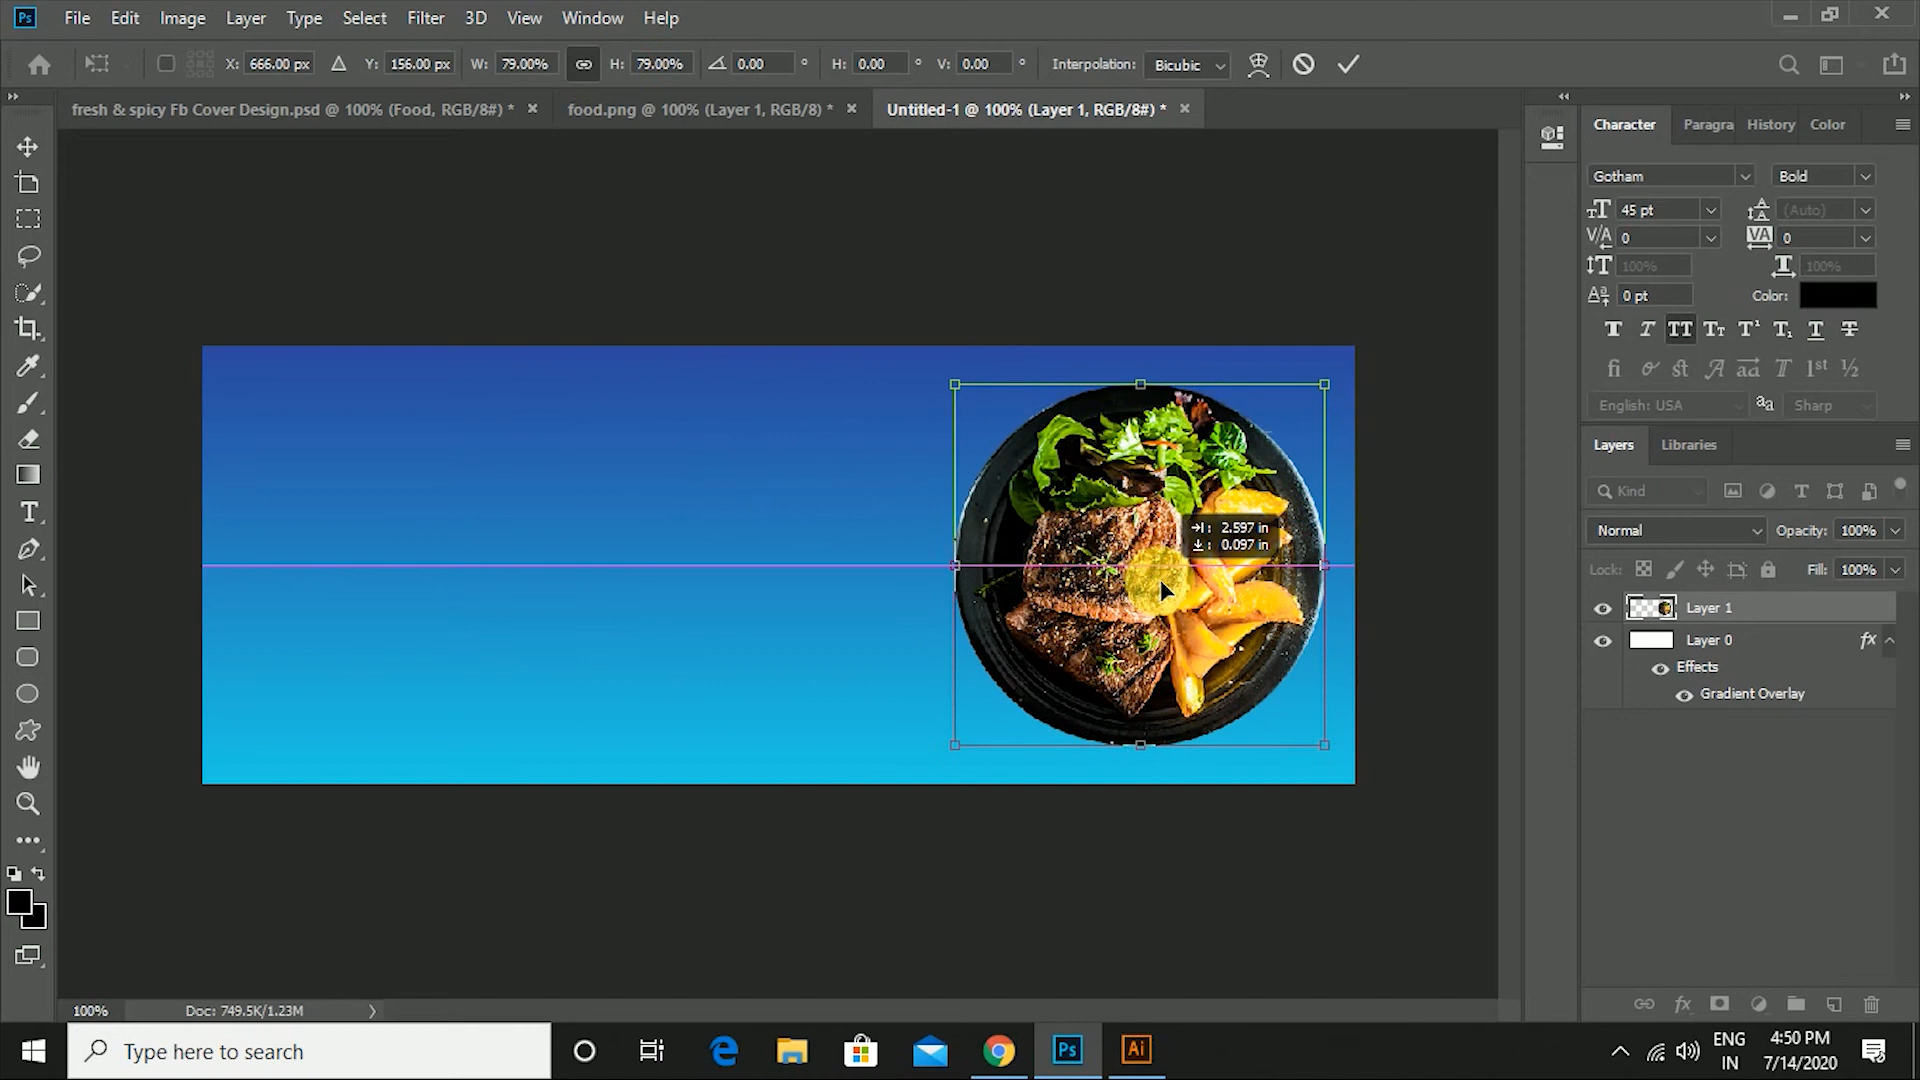 Ps File Edit Image Layer Type Select Filter 3D View Window Help
X: 666.00 px Y: 156.00 px W: 79.00% H: 79.00% 0.00 ° H: 0.00 ° V: 0.00 ° Interpolation: Bicubic
fresh & spicy Fb Cover Design.psd @ 100% (Food, RGB/8#) * food.png @ 100% (Layer 1, RGB/8) * Untitled-1 @ 100% (Layer 1, RGB/8#) *
Character Paragra History Color
Gotham Bold
45 pt (Auto)
0 0
100% 100%
0 pt Color:
English: USA aa Sharp
Layers Libraries
Kind
Normal Opacity: 100%
Lock: Fill: 100%
Layer 1
Layer 0 fx
Effects
Gradient Overlay
2.597 in
0.097 in
100% Doc: 749.5K/1.23M
Type here to search
Ps Ai
ENG
IN
4:50 PM
7/14/2020